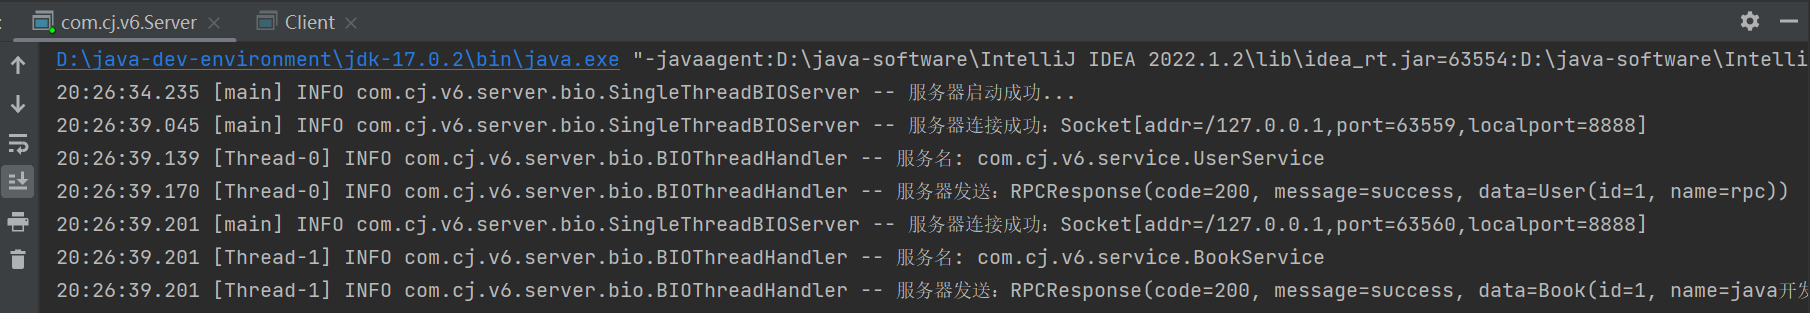 com.cj.v6.Server Client
D:\java-dev-environment\jdk-17.0.2\bin\java.exe "-javaagent:D:\java-software\IntelliJ IDEA 2022.1.2\lib\idea_rt.jar=63554:D:\java-software\Intelli
20:26:34.235 [main] INFO com.cj.v6.server.bio.SingleThreadBIOServer -- 服务器启动成功...
20:26:39.045 [main] INFO com.cj.v6.server.bio.SingleThreadBIOServer -- 服务器连接成功：Socket[addr=/127.0.0.1,port=63559,localport=8888]
20:26:39.139 [Thread-0] INFO com.cj.v6.server.bio.BIOThreadHandler -- 服务名: com.cj.v6.service.UserService
20:26:39.170 [Thread-0] INFO com.cj.v6.server.bio.BIOThreadHandler -- 服务器发送：RPCResponse(code=200, message=success, data=User(id=1, name=rpc))
20:26:39.201 [main] INFO com.cj.v6.server.bio.SingleThreadBIOServer -- 服务器连接成功：Socket[addr=/127.0.0.1,port=63560,localport=8888]
20:26:39.201 [Thread-1] INFO com.cj.v6.server.bio.BIOThreadHandler -- 服务名: com.cj.v6.service.BookService
20:26:39.201 [Thread-1] INFO com.cj.v6.server.bio.BIOThreadHandler -- 服务器发送：RPCResponse(code=200, message=success, data=Book(id=1, name=java开发